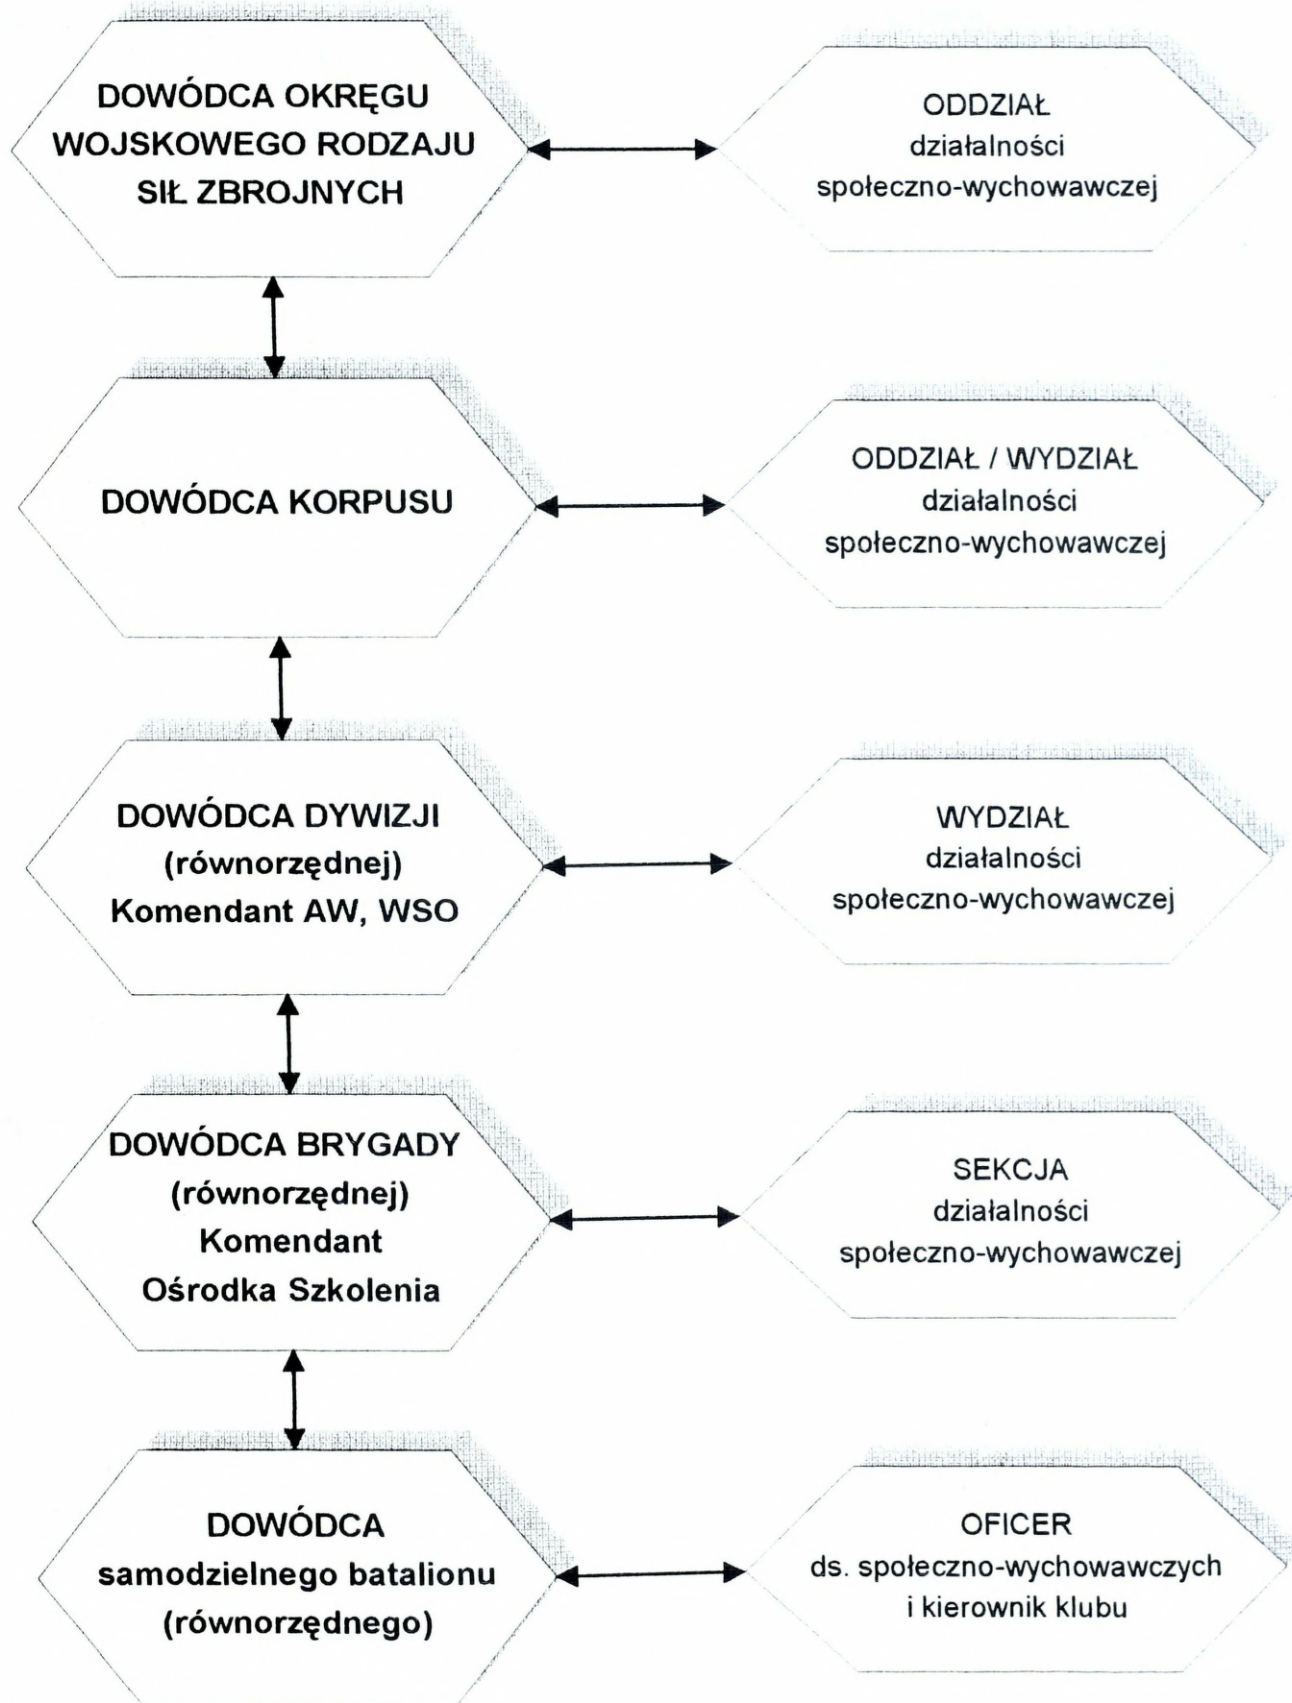 DOWÓDCA OKRĘGU
WOJSKOWEGO RODZAJU
SIŁ ZBROJNYCH
ODDZIAŁ
działalności
społeczno-wychowawczej
DOWÓDCA KORPUSU
ODDZIAŁ / WYDZIAŁ
działalności
społeczno-wychowawczej
DOWÓDCA DYWIZJI
(równorzędnej)
Komendant AW, WSO
WYDZIAŁ
działalności
społeczno-wychowawczej
DOWÓDCA BRYGADY
(równorzędnej)
Komendant
Ośrodka Szkolenia
SEKCJA
działalności
społeczno-wychowawczej
DOWÓDCA
samodzielnego batalionu
(równorzędnego)
OFICER
ds. społeczno-wychowawczych
i kierownik klubu